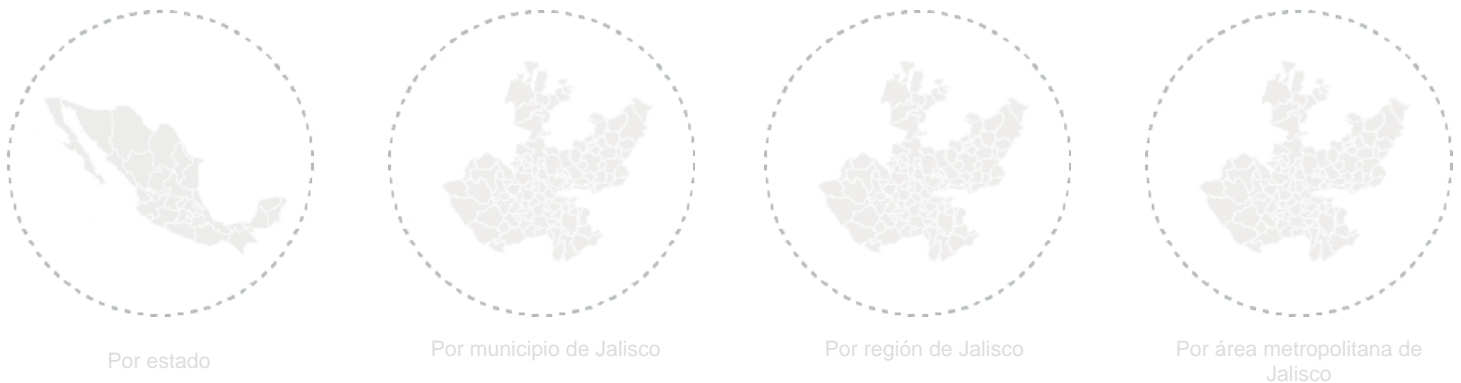 Por estado
Por municipio de Jalisco
Por región de Jalisco
Por área metropolitana de
Jalisco